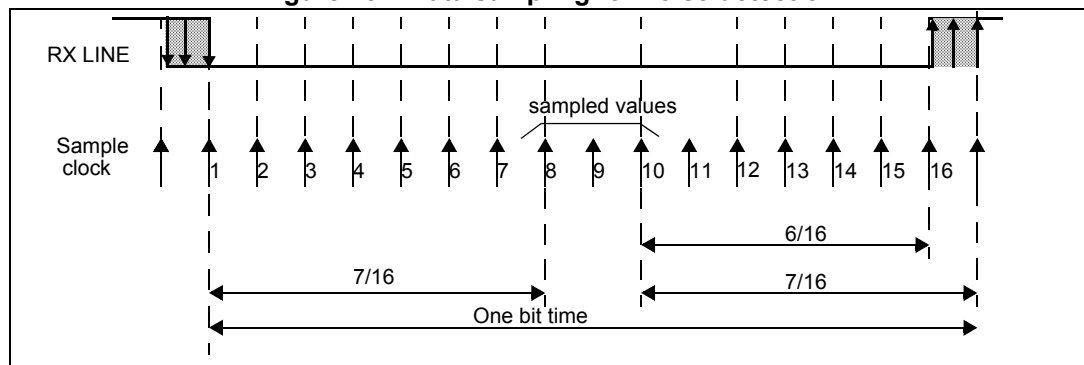 RX LINE
sampled values
Sample
clock
1 2 3 4 5 6 7 8 9 10 11 12 13 14 15 16
6/16
7/16
7/16
One bit time